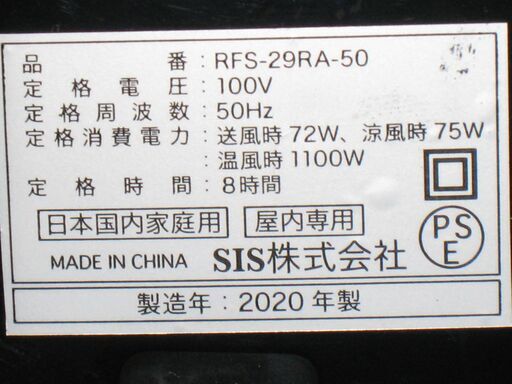 品番：RFS-29RA-50
定格電圧：100V
定格周波数：50Hz
定格消費電力：送風時 72W、涼風時 75W
：温風時 1100W
定格時間：8時間
日本国内家庭用 屋内専用
PSE
MADE IN CHINA SIS株式会社
製造年：2020 年製